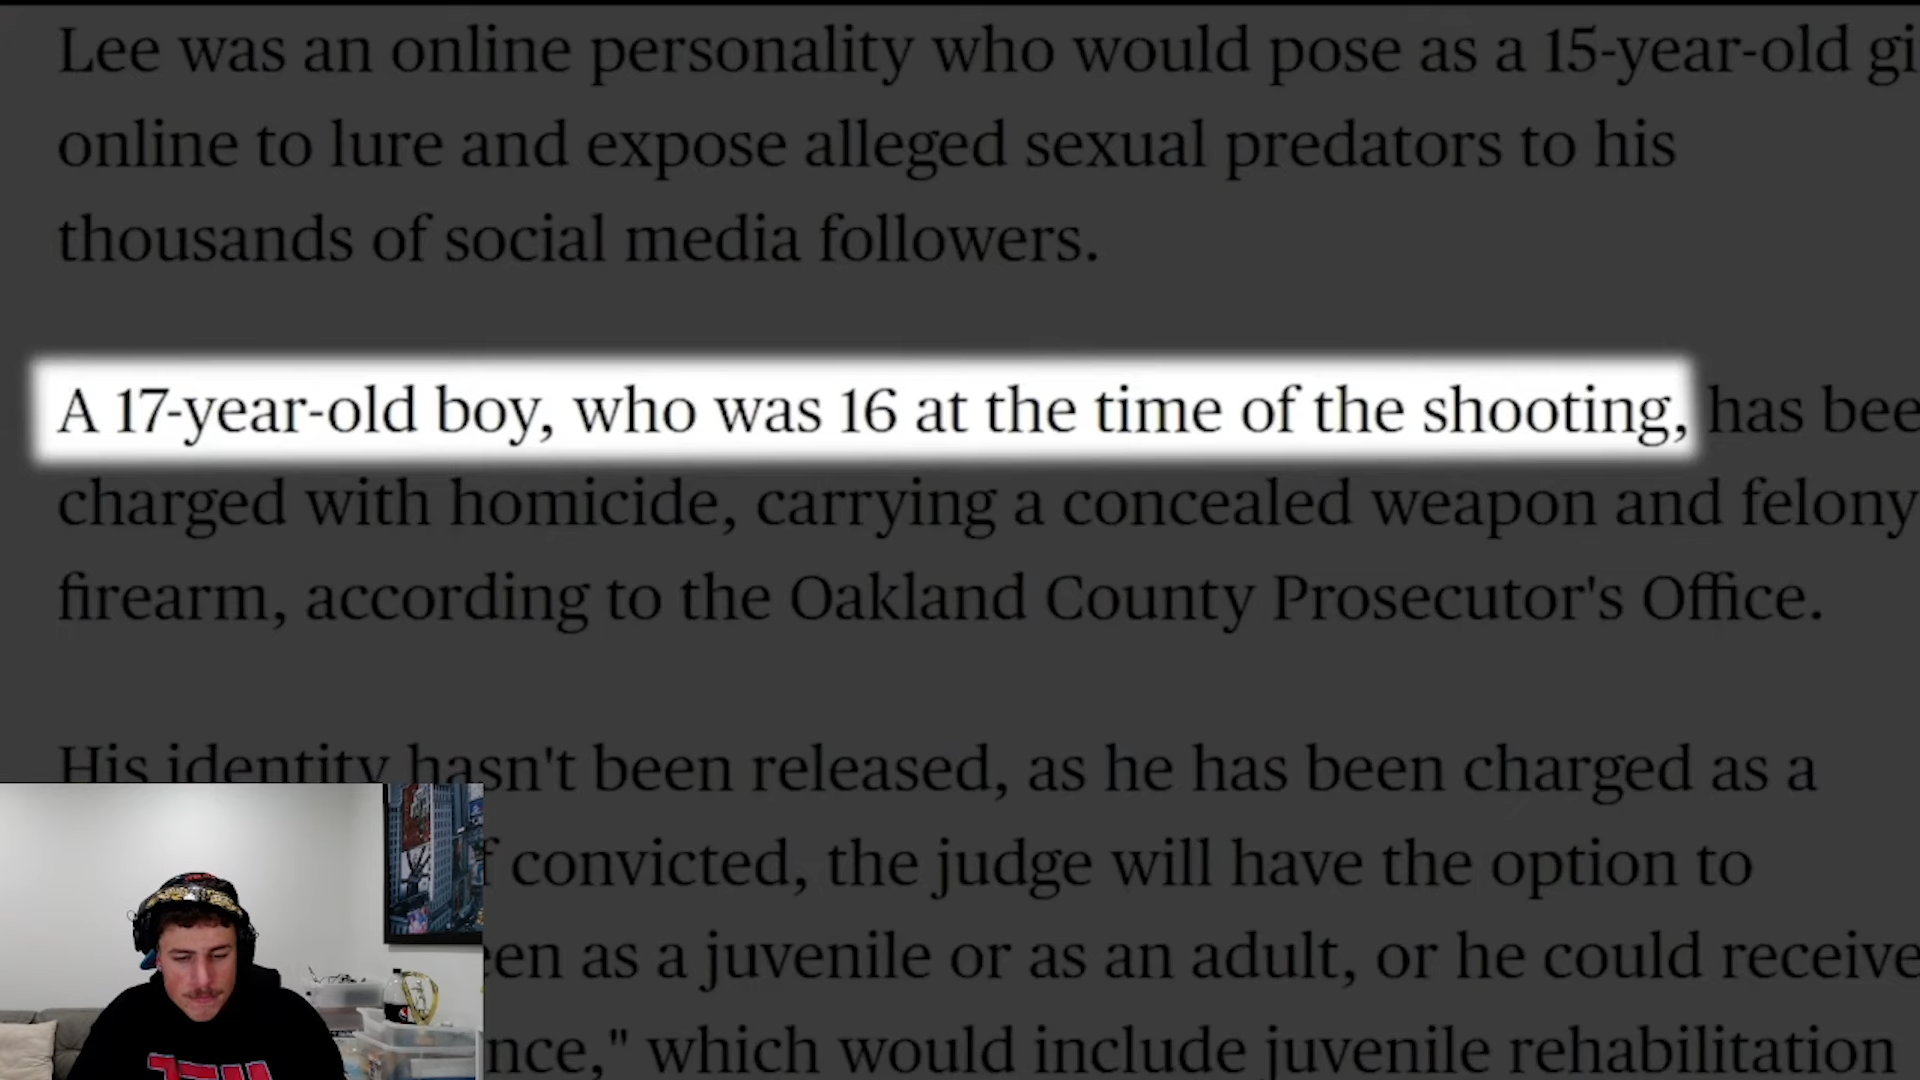 Lee was an online personality who would pose as a 15-year-old gi
online to lure and expose alleged sexual predators to his
thousands of social media followers.
A 17-year-old boy, who was 16 at the time of the shooting, has bee
charged with homicide, carrying a concealed weapon and felony
firearm, according to the Oakland County Prosecutor's Office.
His identity hasn't been released, as he has been charged as a
f convicted, the judge will have the option to
en as a juvenile or as an adult, or he could receive
nce," which would include juvenile rehabilitation